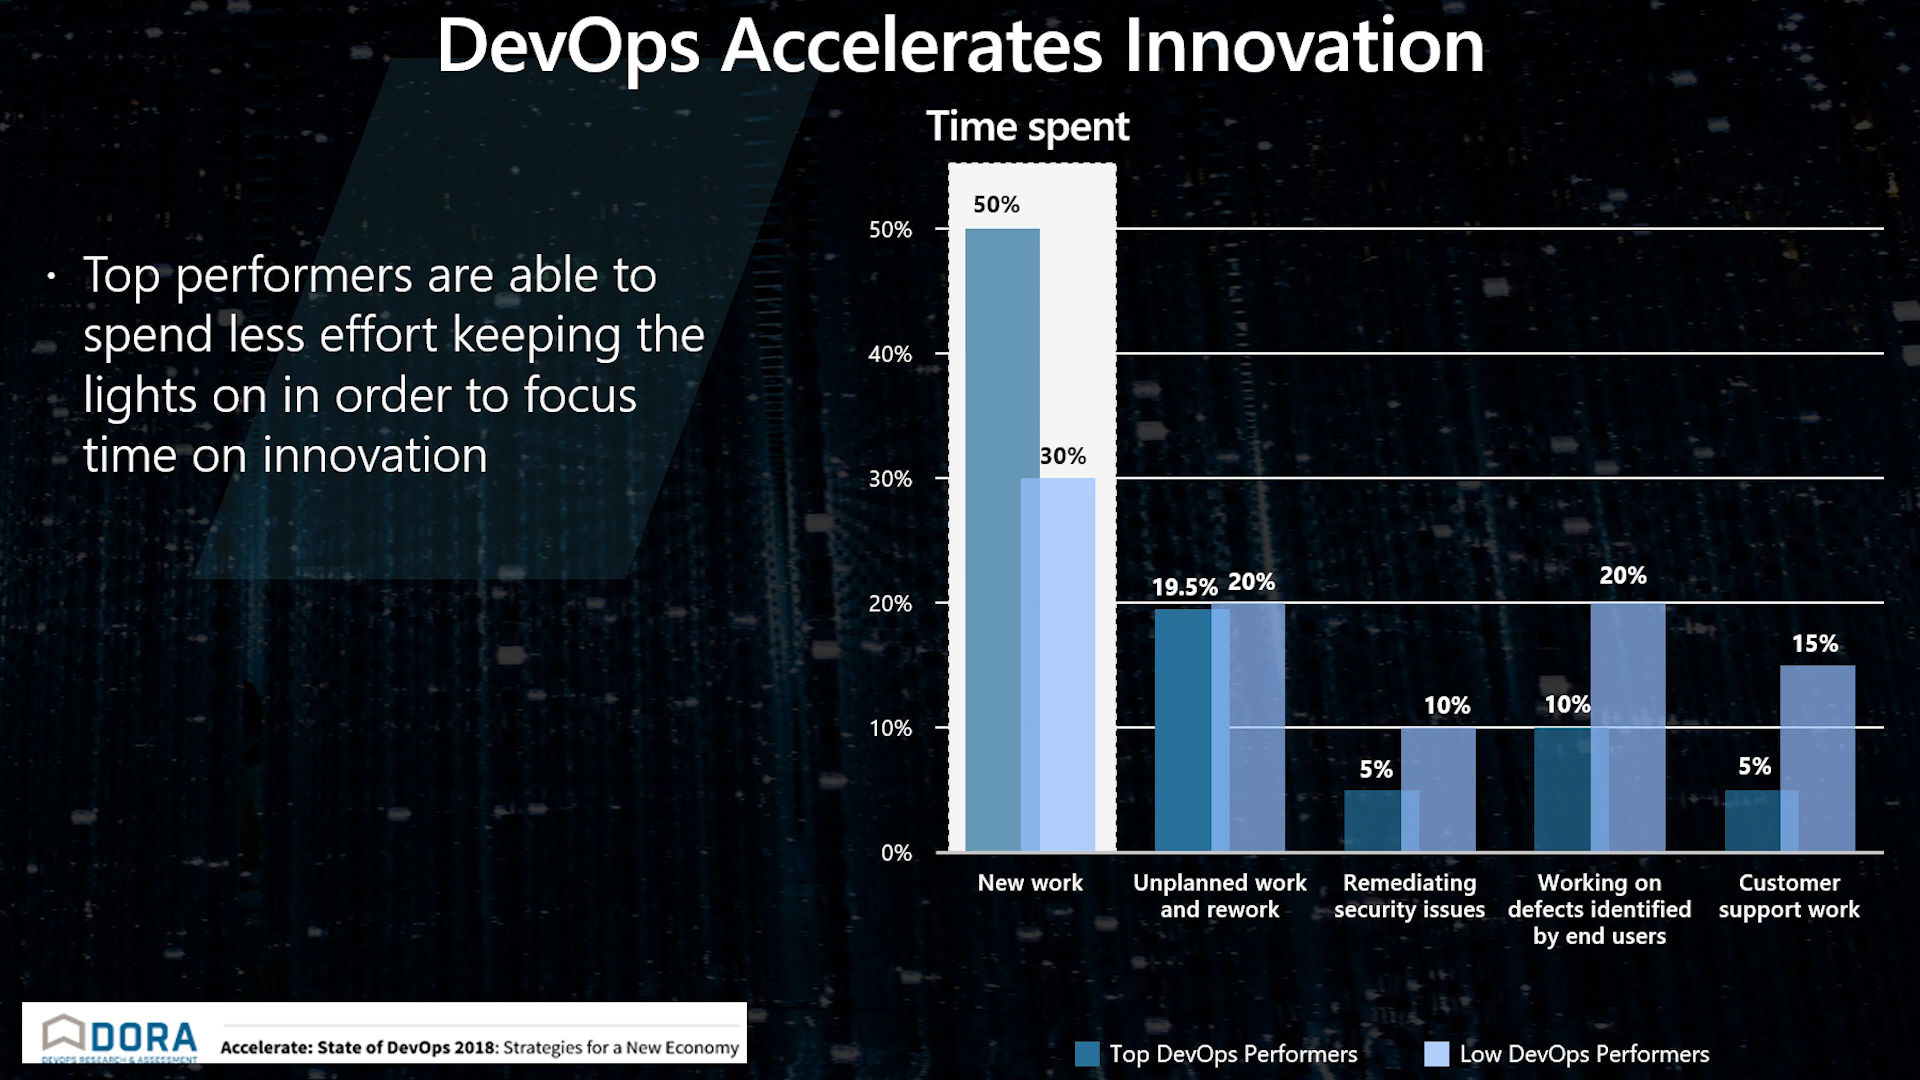 DevOps Accelerates Innovation
• Top performers are able to
spend less effort keeping the
lights on in order to focus
time on innovation
Time spent
50%
40%
30%
20%
10%
0%
50%
30%
19.5%
20%
5%
10%
10%
20%
5%
15%
New work
Unplanned work
and rework
Remediating
security issues
Working on
defects identified
by end users
Customer
support work
Top DevOps Performers
Low DevOps Performers
DORA
DEVOPS RESEARCH & ASSESSMENT
Accelerate: State of DevOps 2018: Strategies for a New Economy